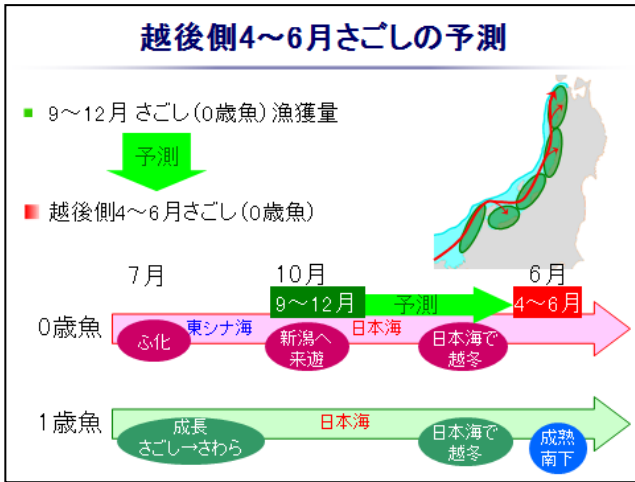 越後側4～6月さごしの予測
9～12月 さごし(0歳魚)漁獲量
予測
越後側4～6月さごし(0歳魚)
7月 10月 6月
9～12月 予測 4～6月
0歳魚
ふ化
東シナ海
新潟へ
来遊
日本海
日本海で
越冬
1歳魚
成長
さごし→さわら
日本海
日本海で
越冬
成熟
南下